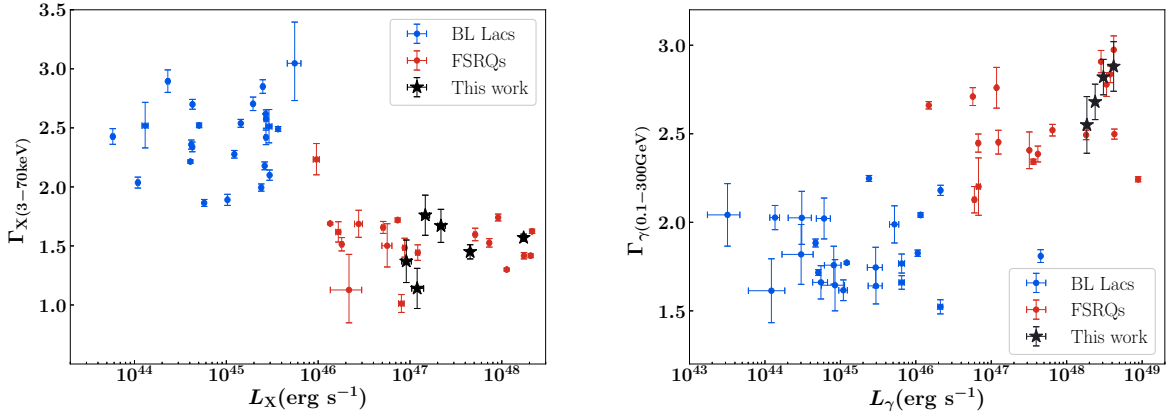 3.5
3.0
2.5
2.0
1.5
1.0
Γ_X(3−70keV)
BL Lacs
FSRQs
This work
10^44
10^45
10^46
10^47
10^48
L_X(erg s^−1)
3.0
2.5
2.0
1.5
Γ_γ(0.1−300GeV)
BL Lacs
FSRQs
This work
10^43
10^44
10^45
10^46
10^47
10^48
10^49
L_γ(erg s^−1)